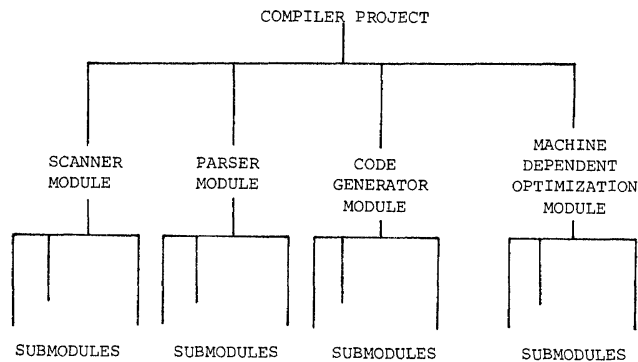 COMPILER PROJECT
SCANNER
MODULE
PARSER
MODULE
CODE
GENERATOR
MODULE
MACHINE
DEPENDENT
OPTIMIZATION
MODULE
SUBMODULES
SUBMODULES
SUBMODULES
SUBMODULES